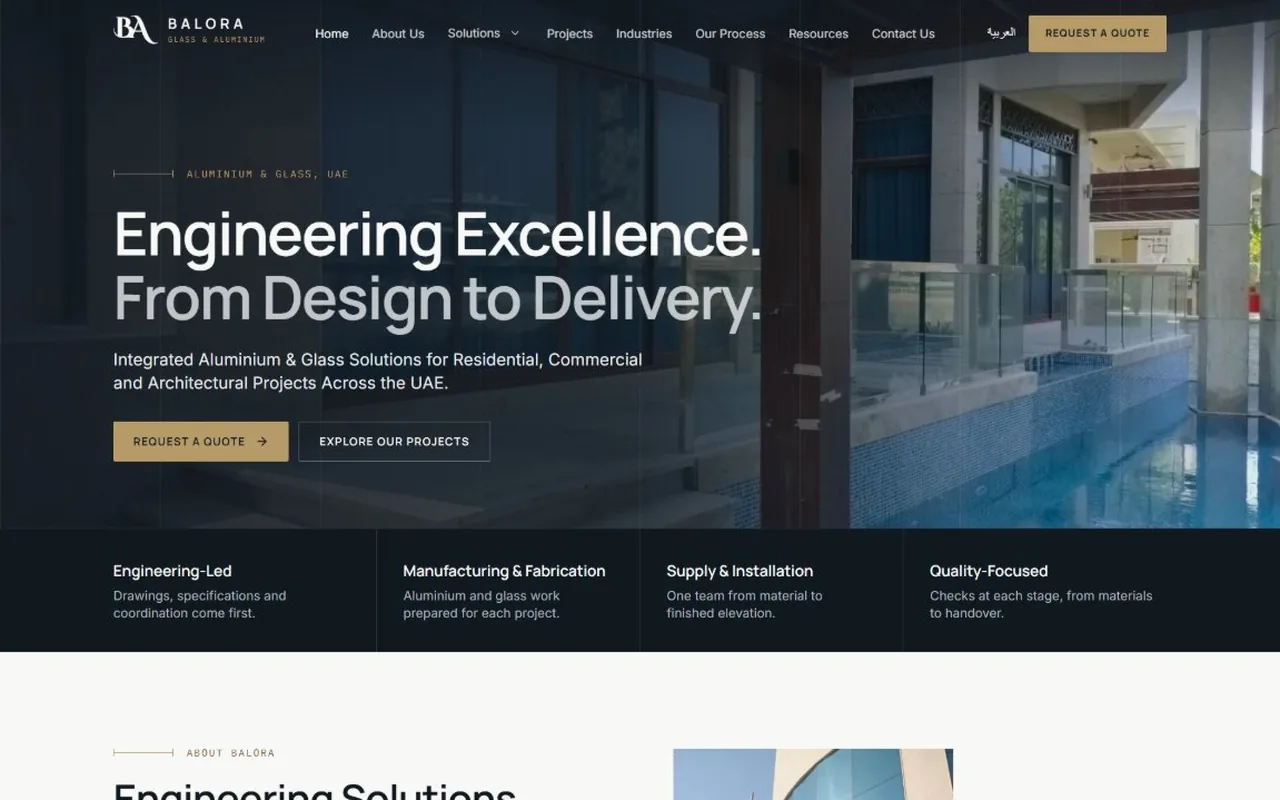 BA
BALORA
GLASS & ALUMINIUM
Home
About Us
Solutions
Projects
Industries
Our Process
Resources
Contact Us
العربية
REQUEST A QUOTE
ALUMINIUM & GLASS, UAE
Engineering Excellence.
From Design to Delivery.
Integrated Aluminium & Glass Solutions for Residential, Commercial
and Architectural Projects Across the UAE.
REQUEST A QUOTE →
EXPLORE OUR PROJECTS
Engineering-Led
Drawings, specifications and
coordination come first.
Manufacturing & Fabrication
Aluminium and glass work
prepared for each project.
Supply & Installation
One team from material to
finished elevation.
Quality-Focused
Checks at each stage, from materials
to handover.
ABOUT BALORA
Engineering Solutions